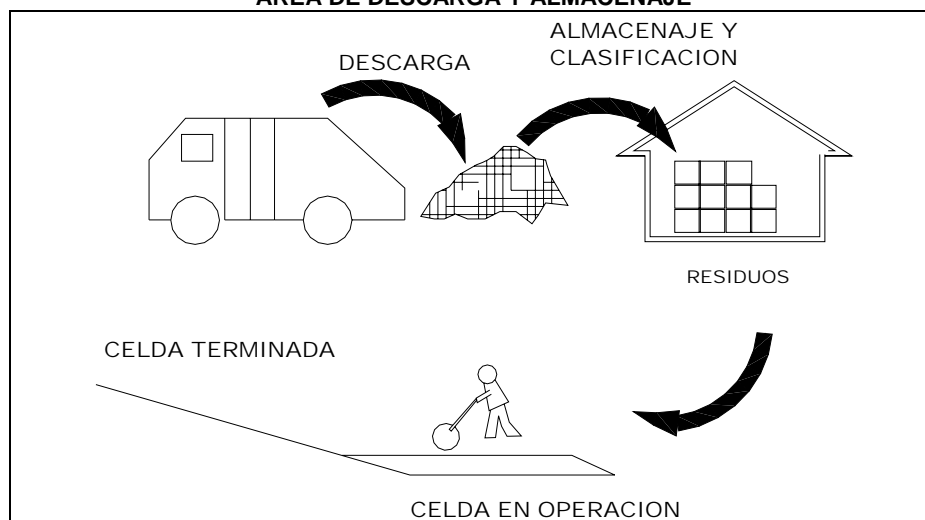 AREA DE DESCARGA Y ALMACENAJE
ALMACENAJE Y
CLASIFICACION
DESCARGA
RESIDUOS
CELDA TERMINADA
CELDA EN OPERACION